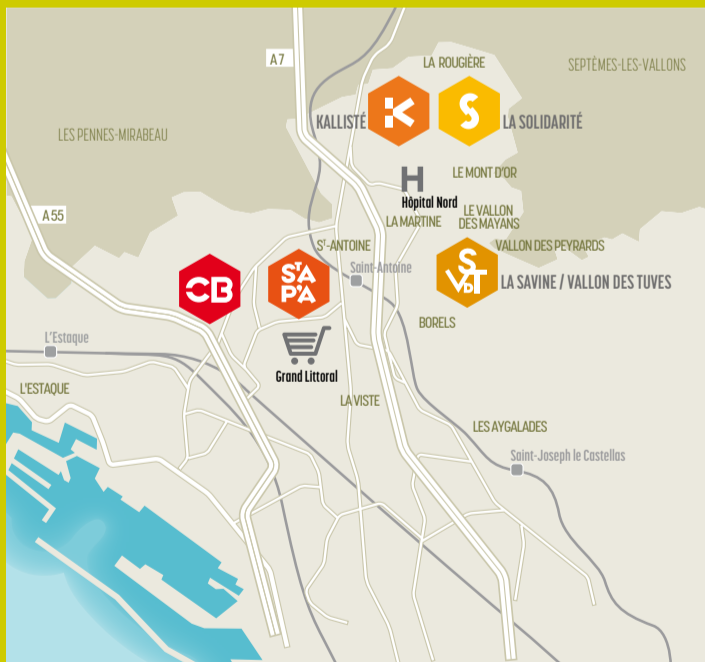 A7
LA ROUGIÈRE
SEPTÈMES-LES-VALLONS
KALLISTÉ
K
S
LA SOLIDARITÉ
LES PENNES-MIRABEAU
LE MONT D'OR
H
Hôpital Nord
A55
LA MARTINE
LE VALLON
DES MAYANS
ST-ANTOINE
VALLON DES PEYRARDS
Saint-Antoine
CB
STA
P'A
S
VDT
LA SAVINE / VALLON DES TUVES
BORELS
L'Estaque
Grand Littoral
L'ESTAQUE
LA VISTE
LES AYGALADES
Saint-Joseph le Castellas